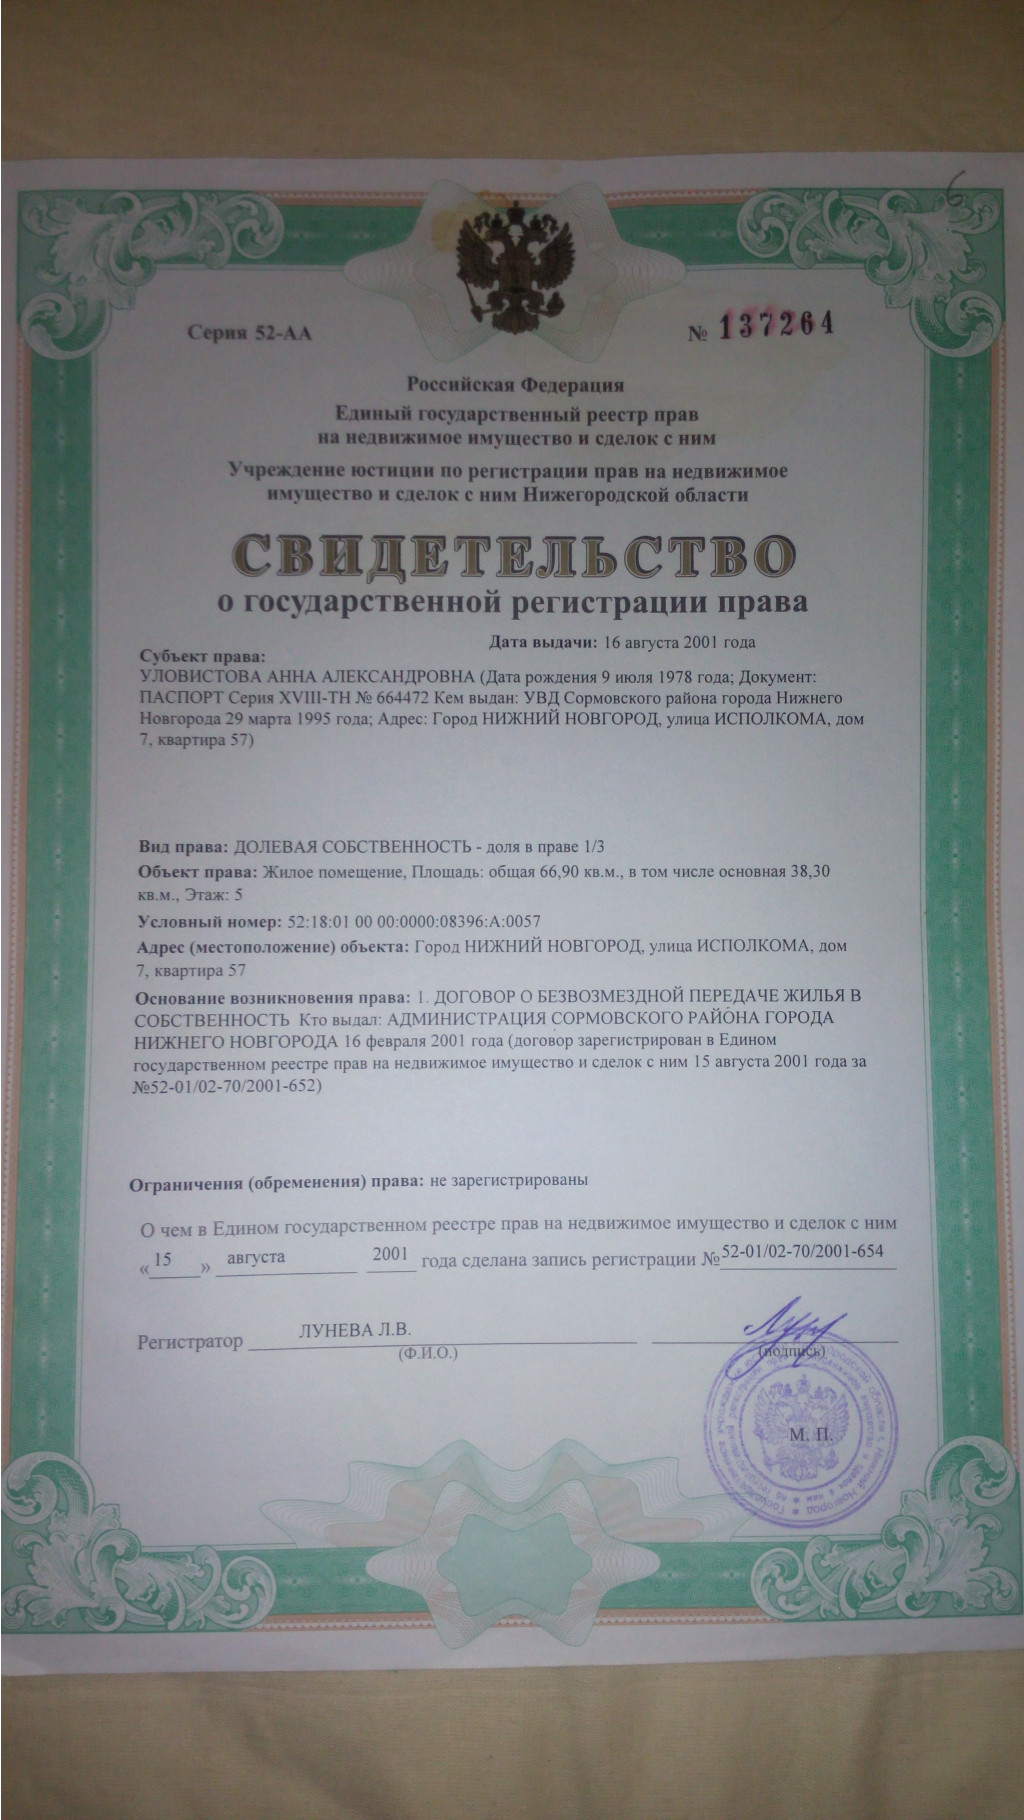 6
Серия 52-АА
№ 137264
Российская Федерация
Единый государственный реестр прав
на недвижимое имущество и сделок с ним
Учреждение юстиции по регистрации прав на недвижимое
имущество и сделок с ним Нижегородской области
СВИДЕТЕЛЬСТВО
о государственной регистрации права
Дата выдачи: 16 августа 2001 года
Субъект права:
УЛОВИСТОВА АННА АЛЕКСАНДРОВНА (Дата рождения 9 июля 1978 года; Документ:
ПАСПОРТ Серия XVIII-ТН № 664472 Кем выдан: УВД Сормовского района города Нижнего
Новгорода 29 марта 1995 года; Адрес: Город НИЖНИЙ НОВГОРОД, улица ИСПОЛКОМА, дом
7, квартира 57)
Вид права: ДОЛЕВАЯ СОБСТВЕННОСТЬ - доля в праве 1/3
Объект права: Жилое помещение, Площадь: общая 66,90 кв.м., в том числе основная 38,30
кв.м., Этаж: 5
Условный номер: 52:18:01 00 00:0000:08396:А:0057
Адрес (местоположение) объекта: Город НИЖНИЙ НОВГОРОД, улица ИСПОЛКОМА, дом
7, квартира 57
Основание возникновения права: 1. ДОГОВОР О БЕЗВОЗМЕЗДНОЙ ПЕРЕДАЧЕ ЖИЛЬЯ В
СОБСТВЕННОСТЬ Кто выдал: АДМИНИСТРАЦИЯ СОРМОВСКОГО РАЙОНА ГОРОДА
НИЖНЕГО НОВГОРОДА 16 февраля 2001 года (договор зарегистрирован в Едином
государственном реестре прав на недвижимое имущество и сделок с ним 15 августа 2001 года за
№52-01/02-70/2001-652)
Ограничения (обременения) права: не зарегистрированы
О чем в Едином государственном реестре прав на недвижимое имущество и сделок с ним
«15» августа 2001 года сделана запись регистрации №52-01/02-70/2001-654
Регистратор ЛУНЕВА Л.В.
(Ф.И.О.) (подпись)
М. П.